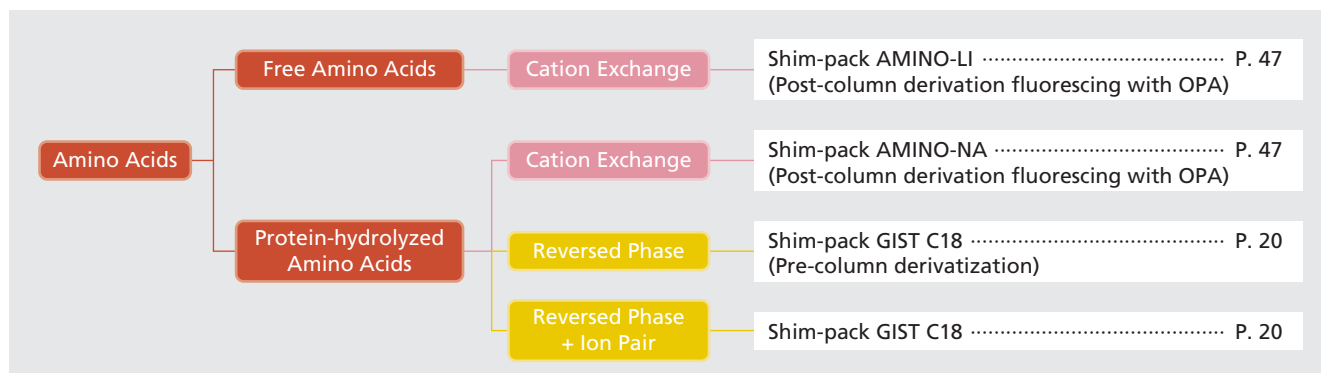 Amino Acids
Free Amino Acids
Cation Exchange
Shim-pack AMINO-LI ········································ P. 47
(Post-column derivation fluorescing with OPA)
Protein-hydrolyzed
Amino Acids
Cation Exchange
Shim-pack AMINO-NA ······································ P. 47
(Post-column derivation fluorescing with OPA)
Reversed Phase
Shim-pack GIST C18 ·········································· P. 20
(Pre-column derivatization)
Reversed Phase
+ Ion Pair
Shim-pack GIST C18 ·········································· P. 20